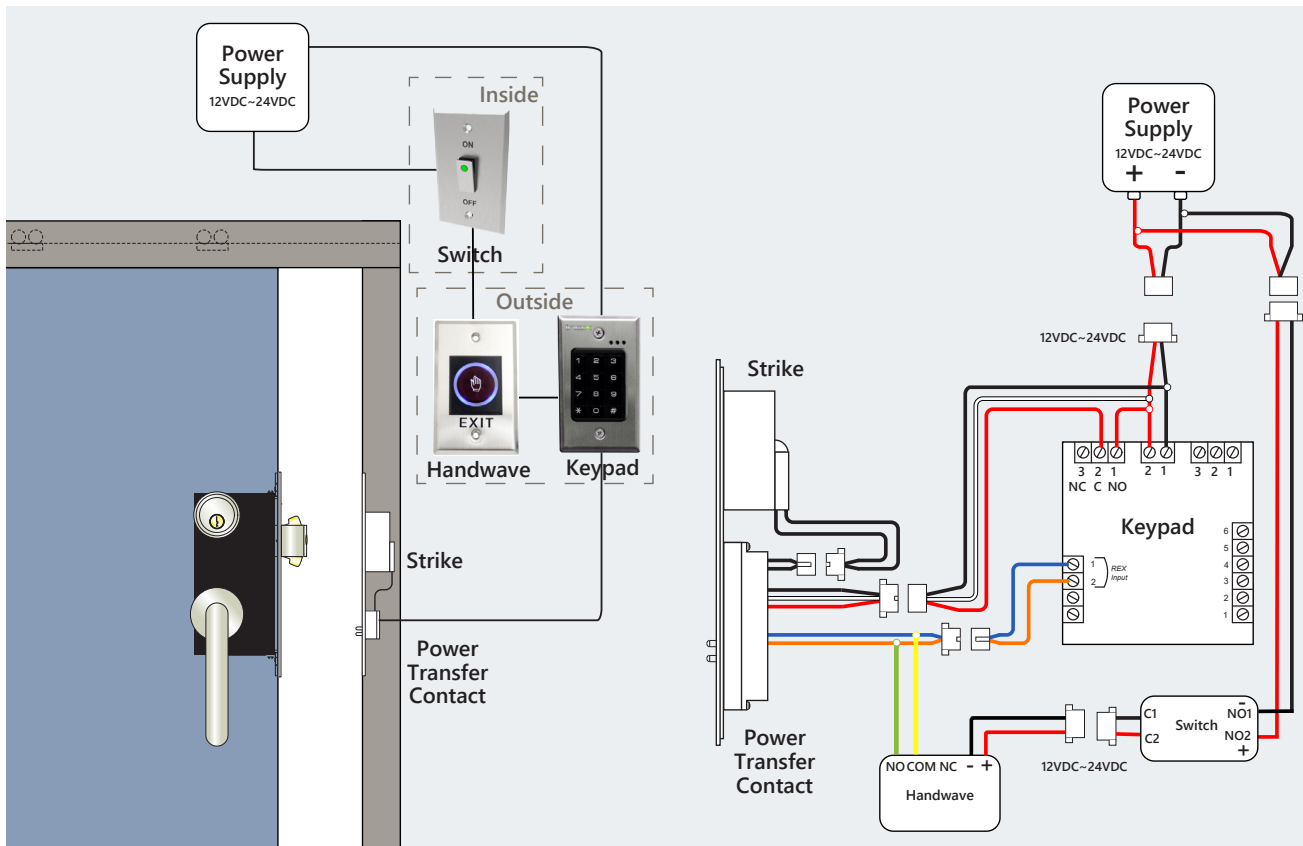 Power
Supply
12VDC~24VDC
Inside
ON
OFF
Switch
Outside
EXIT
1 2 3
4 5 6
7 8 9
* 0 #
Handwave
Keypad
Strike
Power
Transfer
Contact
Power
Supply
12VDC~24VDC
+ -
12VDC~24VDC
Strike
3 2 1
NC C NO
2 1
3 2 1
Keypad
1
2
REX
Input
6
5
4
3
2
1
Power
Transfer
Contact
NO COM NC - +
Handwave
12VDC~24VDC
C1
C2
Switch
-
NO1
NO2
+